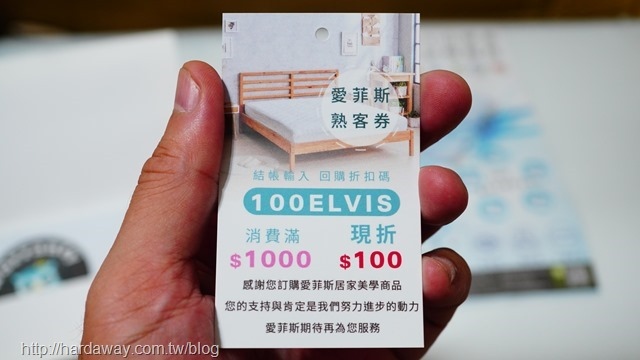 愛菲斯
熟客券
結帳輸入 回購折扣碼
100ELVIS
消費滿 現折
$1000 $100
感謝您訂購愛菲斯居家美學商品
您的支持與肯定是我們努力進步的動力
愛菲斯期待再為您服務
http://hardaway.com.tw/blog